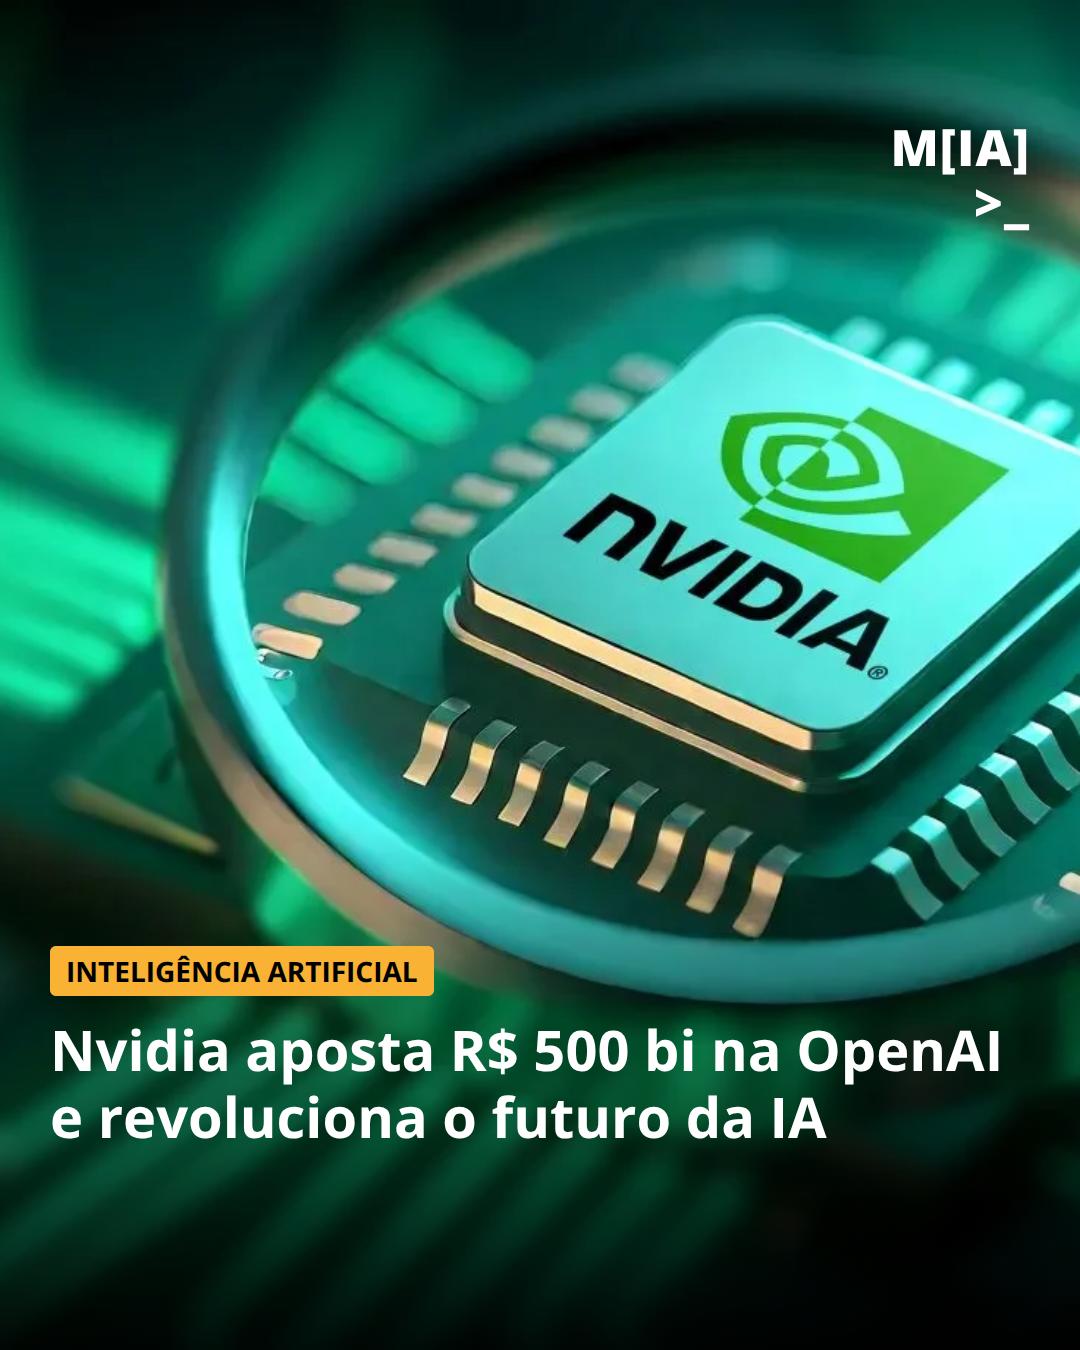 M[IA]
>_
nVIDIA®
INTELIGÊNCIA ARTIFICIAL
Nvidia aposta R$ 500 bi na OpenAI
e revoluciona o futuro da IA